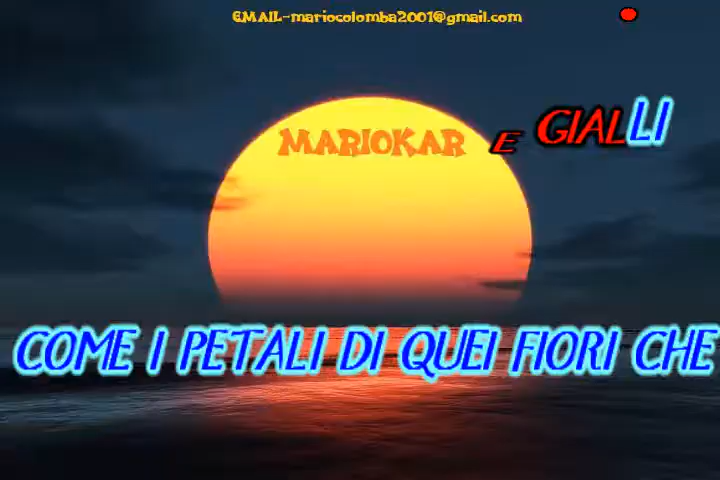 EMAIL-mariocolomba2001@gmail.com
MARIOKAR E GIALLI
COME I PETALI DI QUEI FIORI CHE